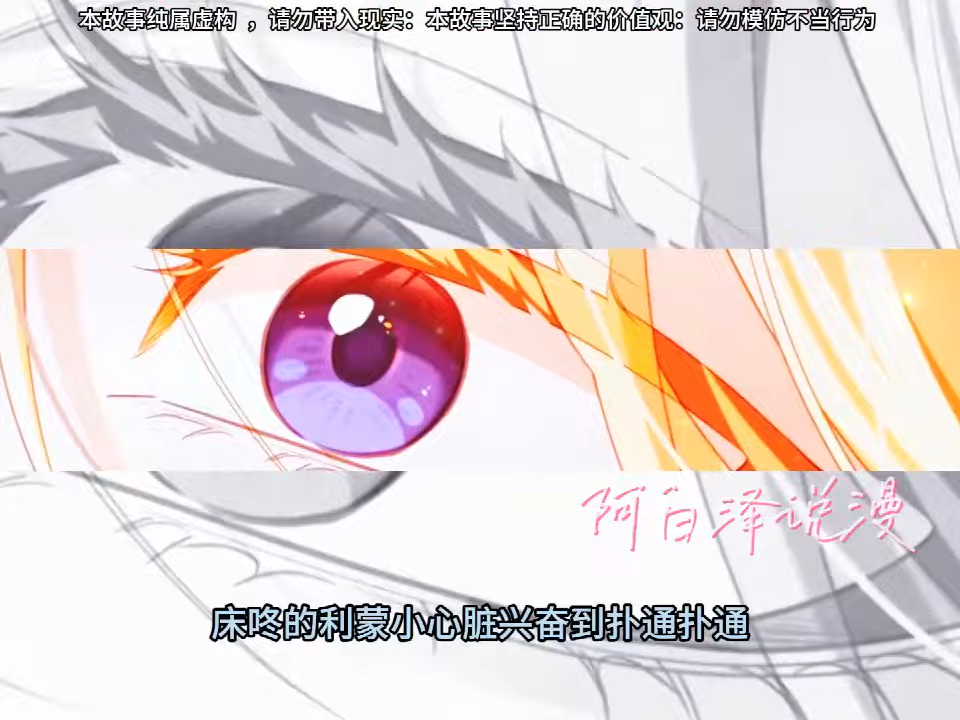 本故事纯属虚构 ，请勿带入现实：本故事坚持正确的价值观：请勿模仿不当行为
阿白泽说漫
床咚的利蒙小心脏兴奋到扑通扑通